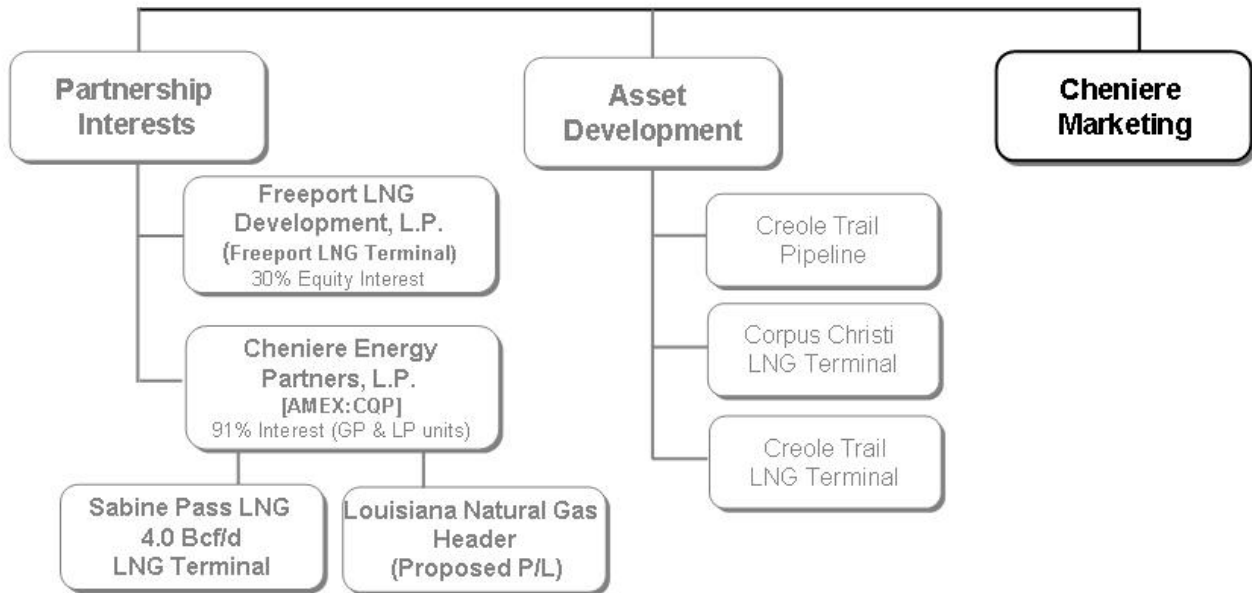 Partnership
Interests
Asset
Development
Cheniere
Marketing
Freeport LNG
Development, L.P.
(Freeport LNG Terminal)
30% Equity Interest
Cheniere Energy
Partners, L.P.
[AMEX:CQP]
91% Interest (GP & LP units)
Sabine Pass LNG
4.0 Bcf/d
LNG Terminal
Louisiana Natural Gas
Header
(Proposed P/L)
Creole Trail
Pipeline
Corpus Christi
LNG Terminal
Creole Trail
LNG Terminal